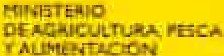 MINISTERIO
DE AGRICULTURA, PESCA
Y ALIMENTACIÓN